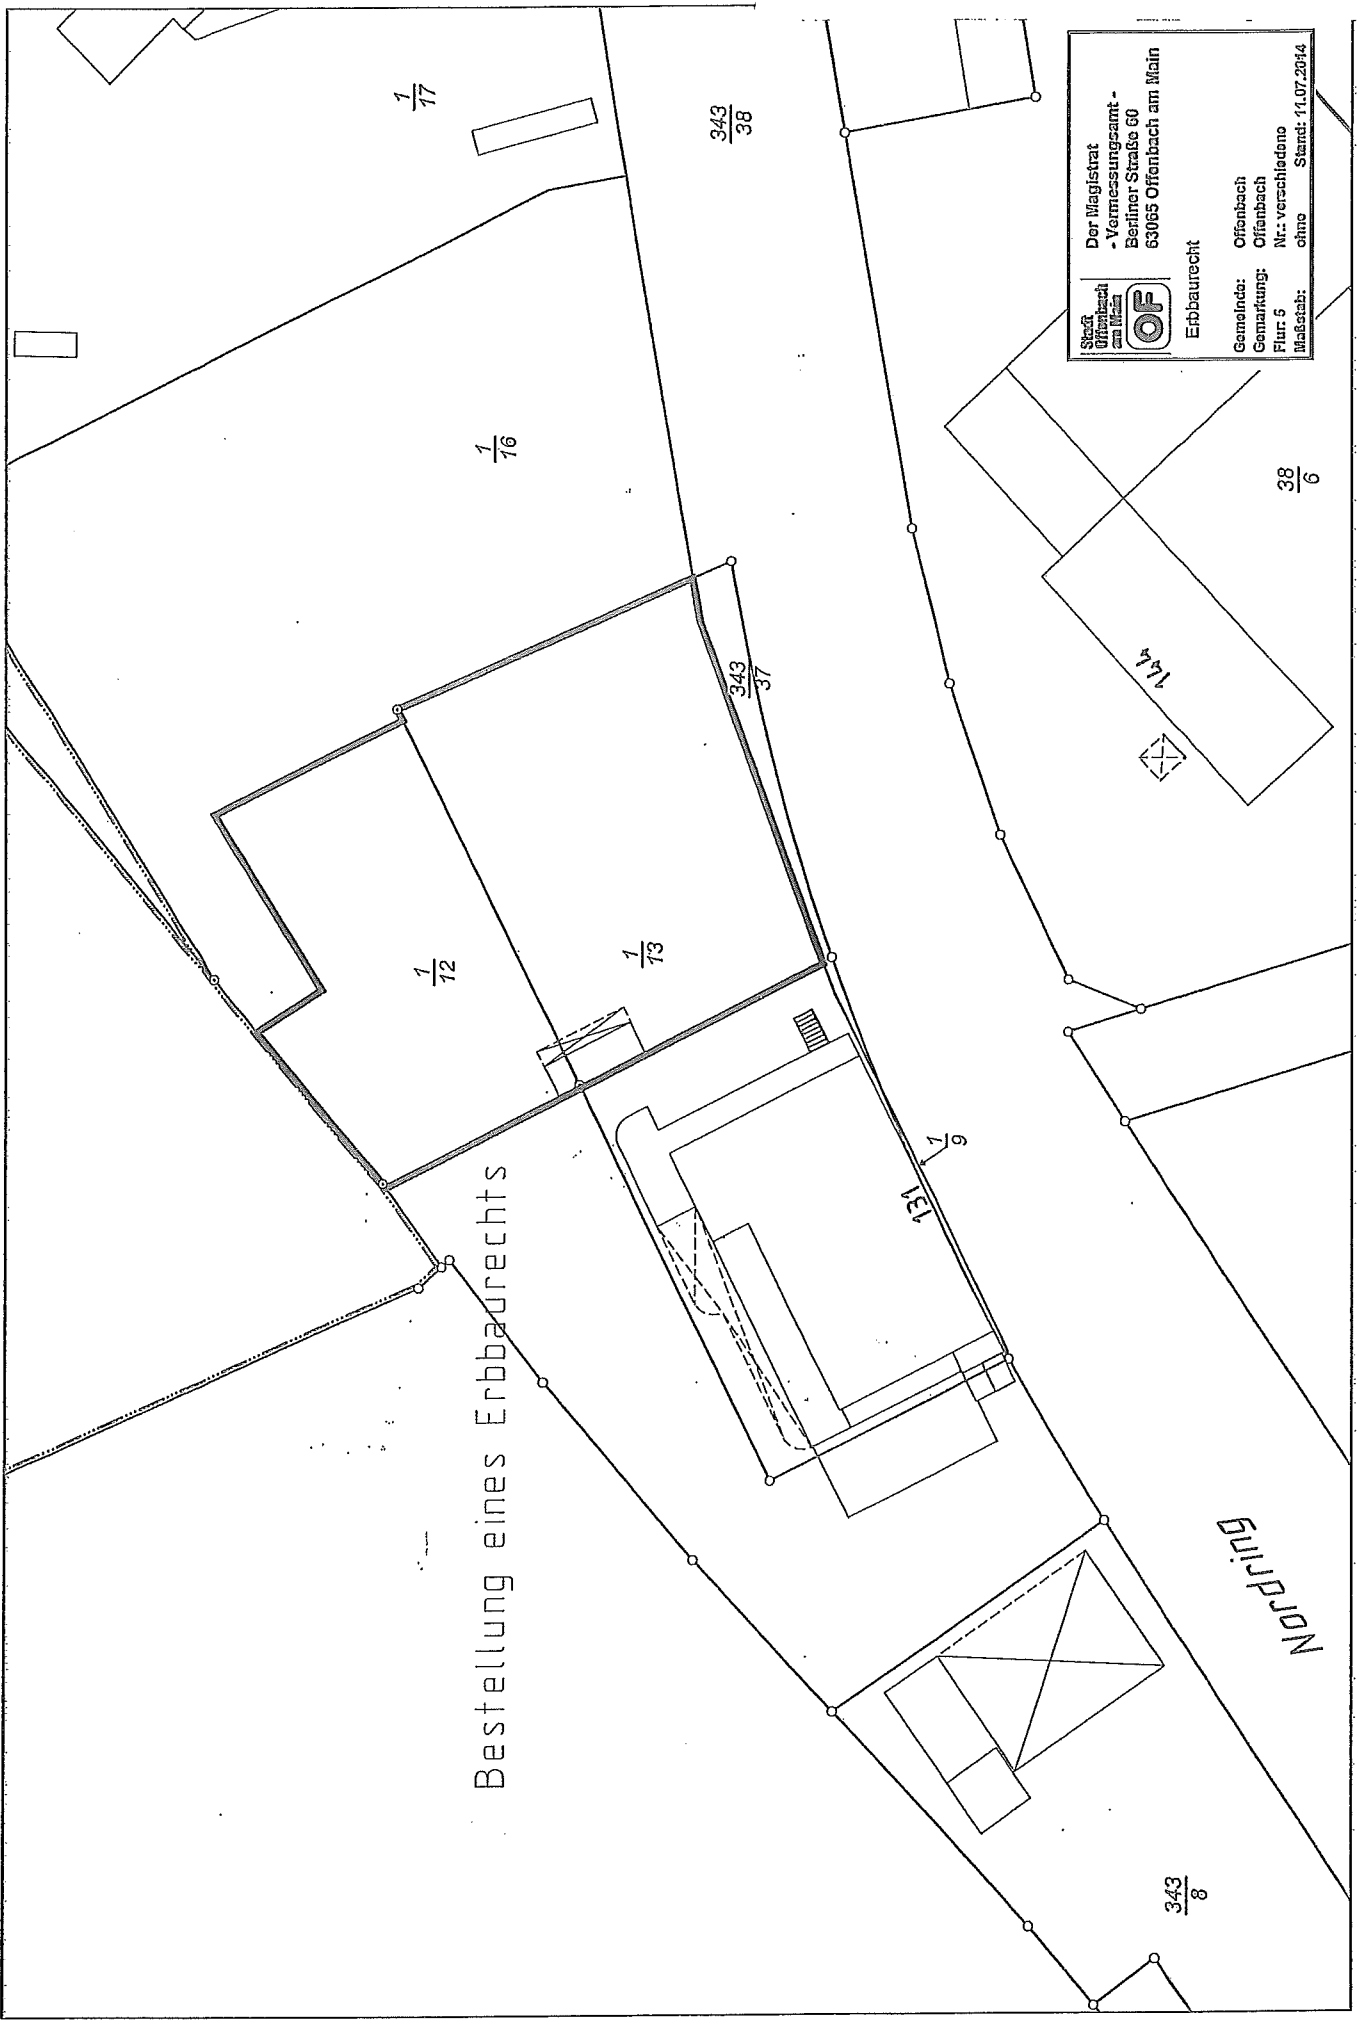 Bestellung eines Erbbaurechts
1
17
343
38
1
16
343
37
1
12
1
13
1
9
131
144
38
6
343
8
Nordring
Stadt
Offenbach
am Main
OF
Der Magistrat
- Vermessungsamt -
Berliner Straße 60
63065 Offenbach am Main
Erbbaurecht
Gemeinde: Offenbach
Gemarkung: Offenbach
Flur: 5 Nr.: verschiedene
Maßstab: ohne Stand: 11.07.2014